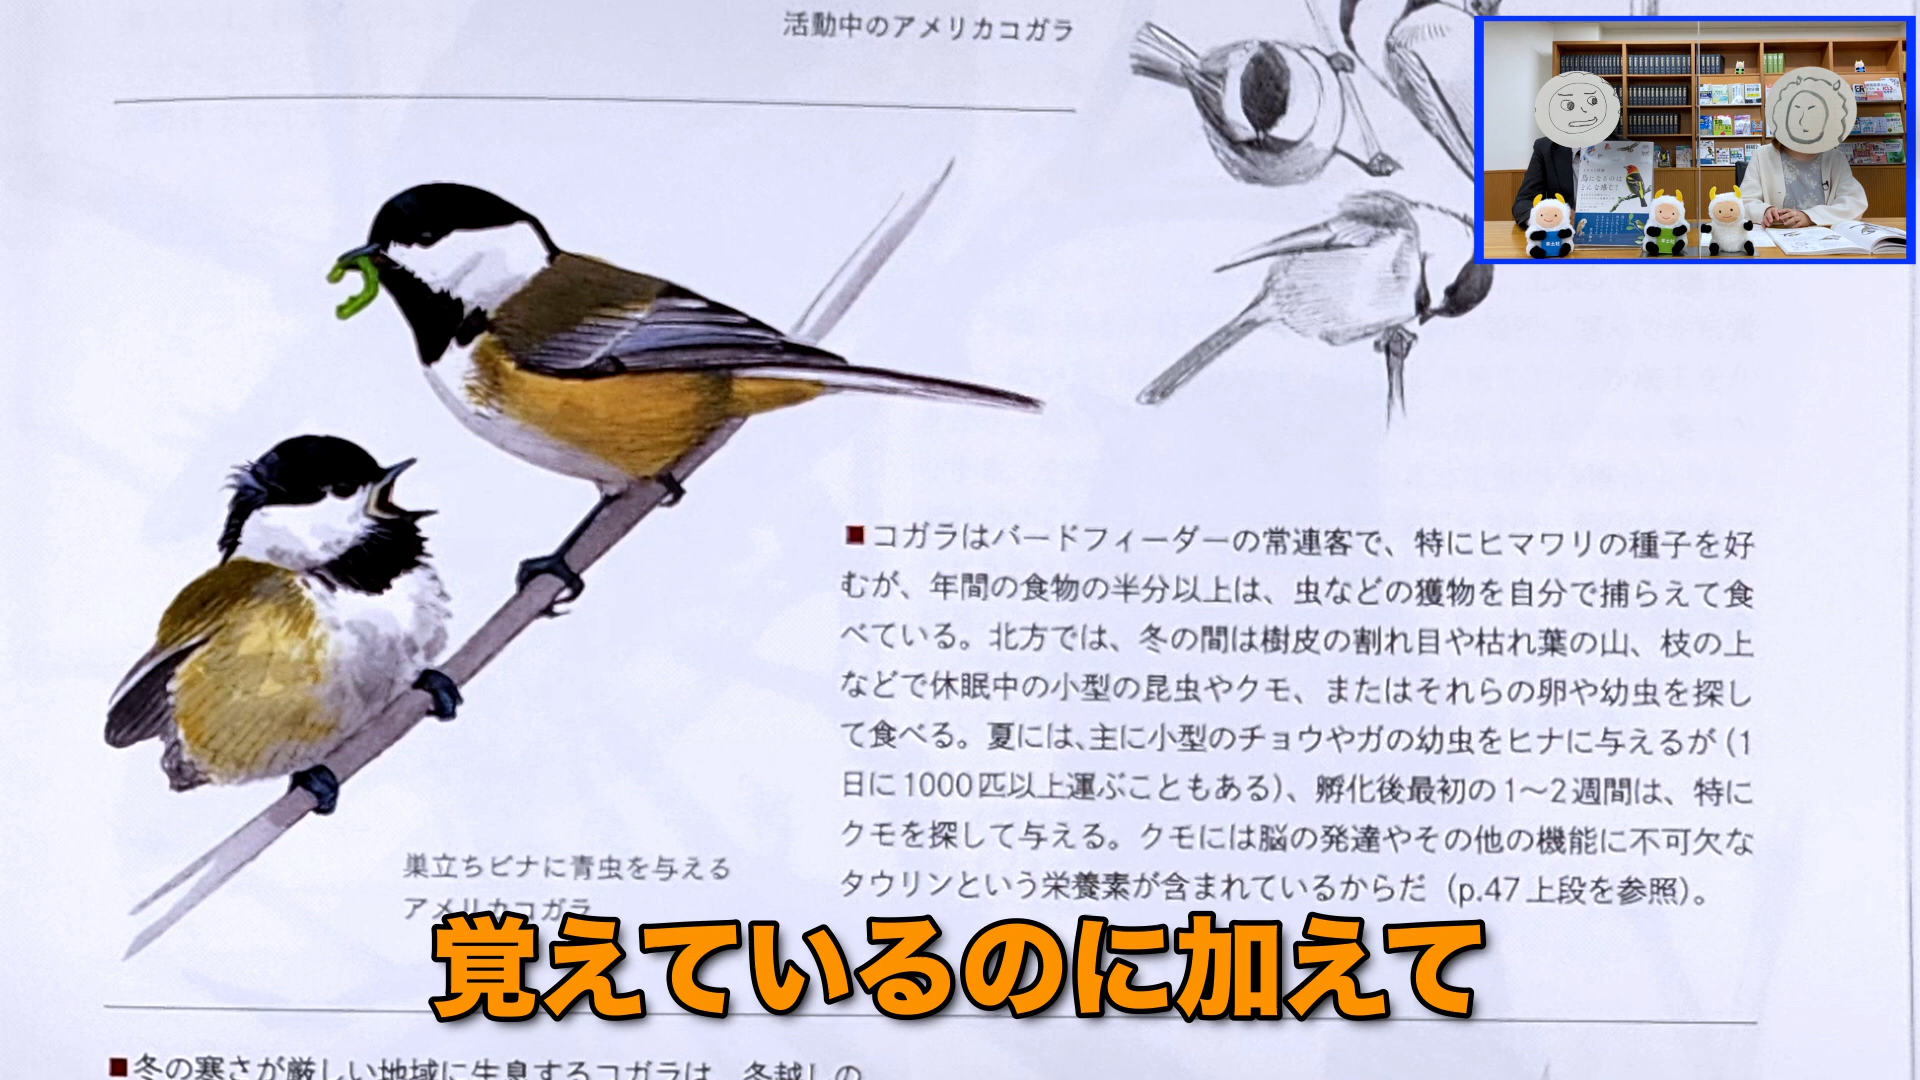 活動中のアメリカコガラ
鳥になるのは
どんな感じ?
■コガラはバードフィーダーの常連客で、特にヒマワリの種子を好
むが、年間の食物の半分以上は、虫などの獲物を自分で捕らえて食
べている。北方では、冬の間は樹皮の割れ目や枯れ葉の山、枝の上
などで休眠中の小型の昆虫やクモ、またはそれらの卵や幼虫を探し
て食べる。夏には、主に小型のチョウやガの幼虫をヒナに与えるが(1
日に1000匹以上運ぶこともある)、孵化後最初の1〜2週間は、特に
クモを探して与える。クモには脳の発達やその他の機能に不可欠な
タウリンという栄養素が含まれているからだ(p.47上段を参照)。
巣立ちビナに青虫を与える
アメリカコガラ
覚えているのに加えて
■冬の寒さが厳しい地域に生息するコガラは、冬越しの